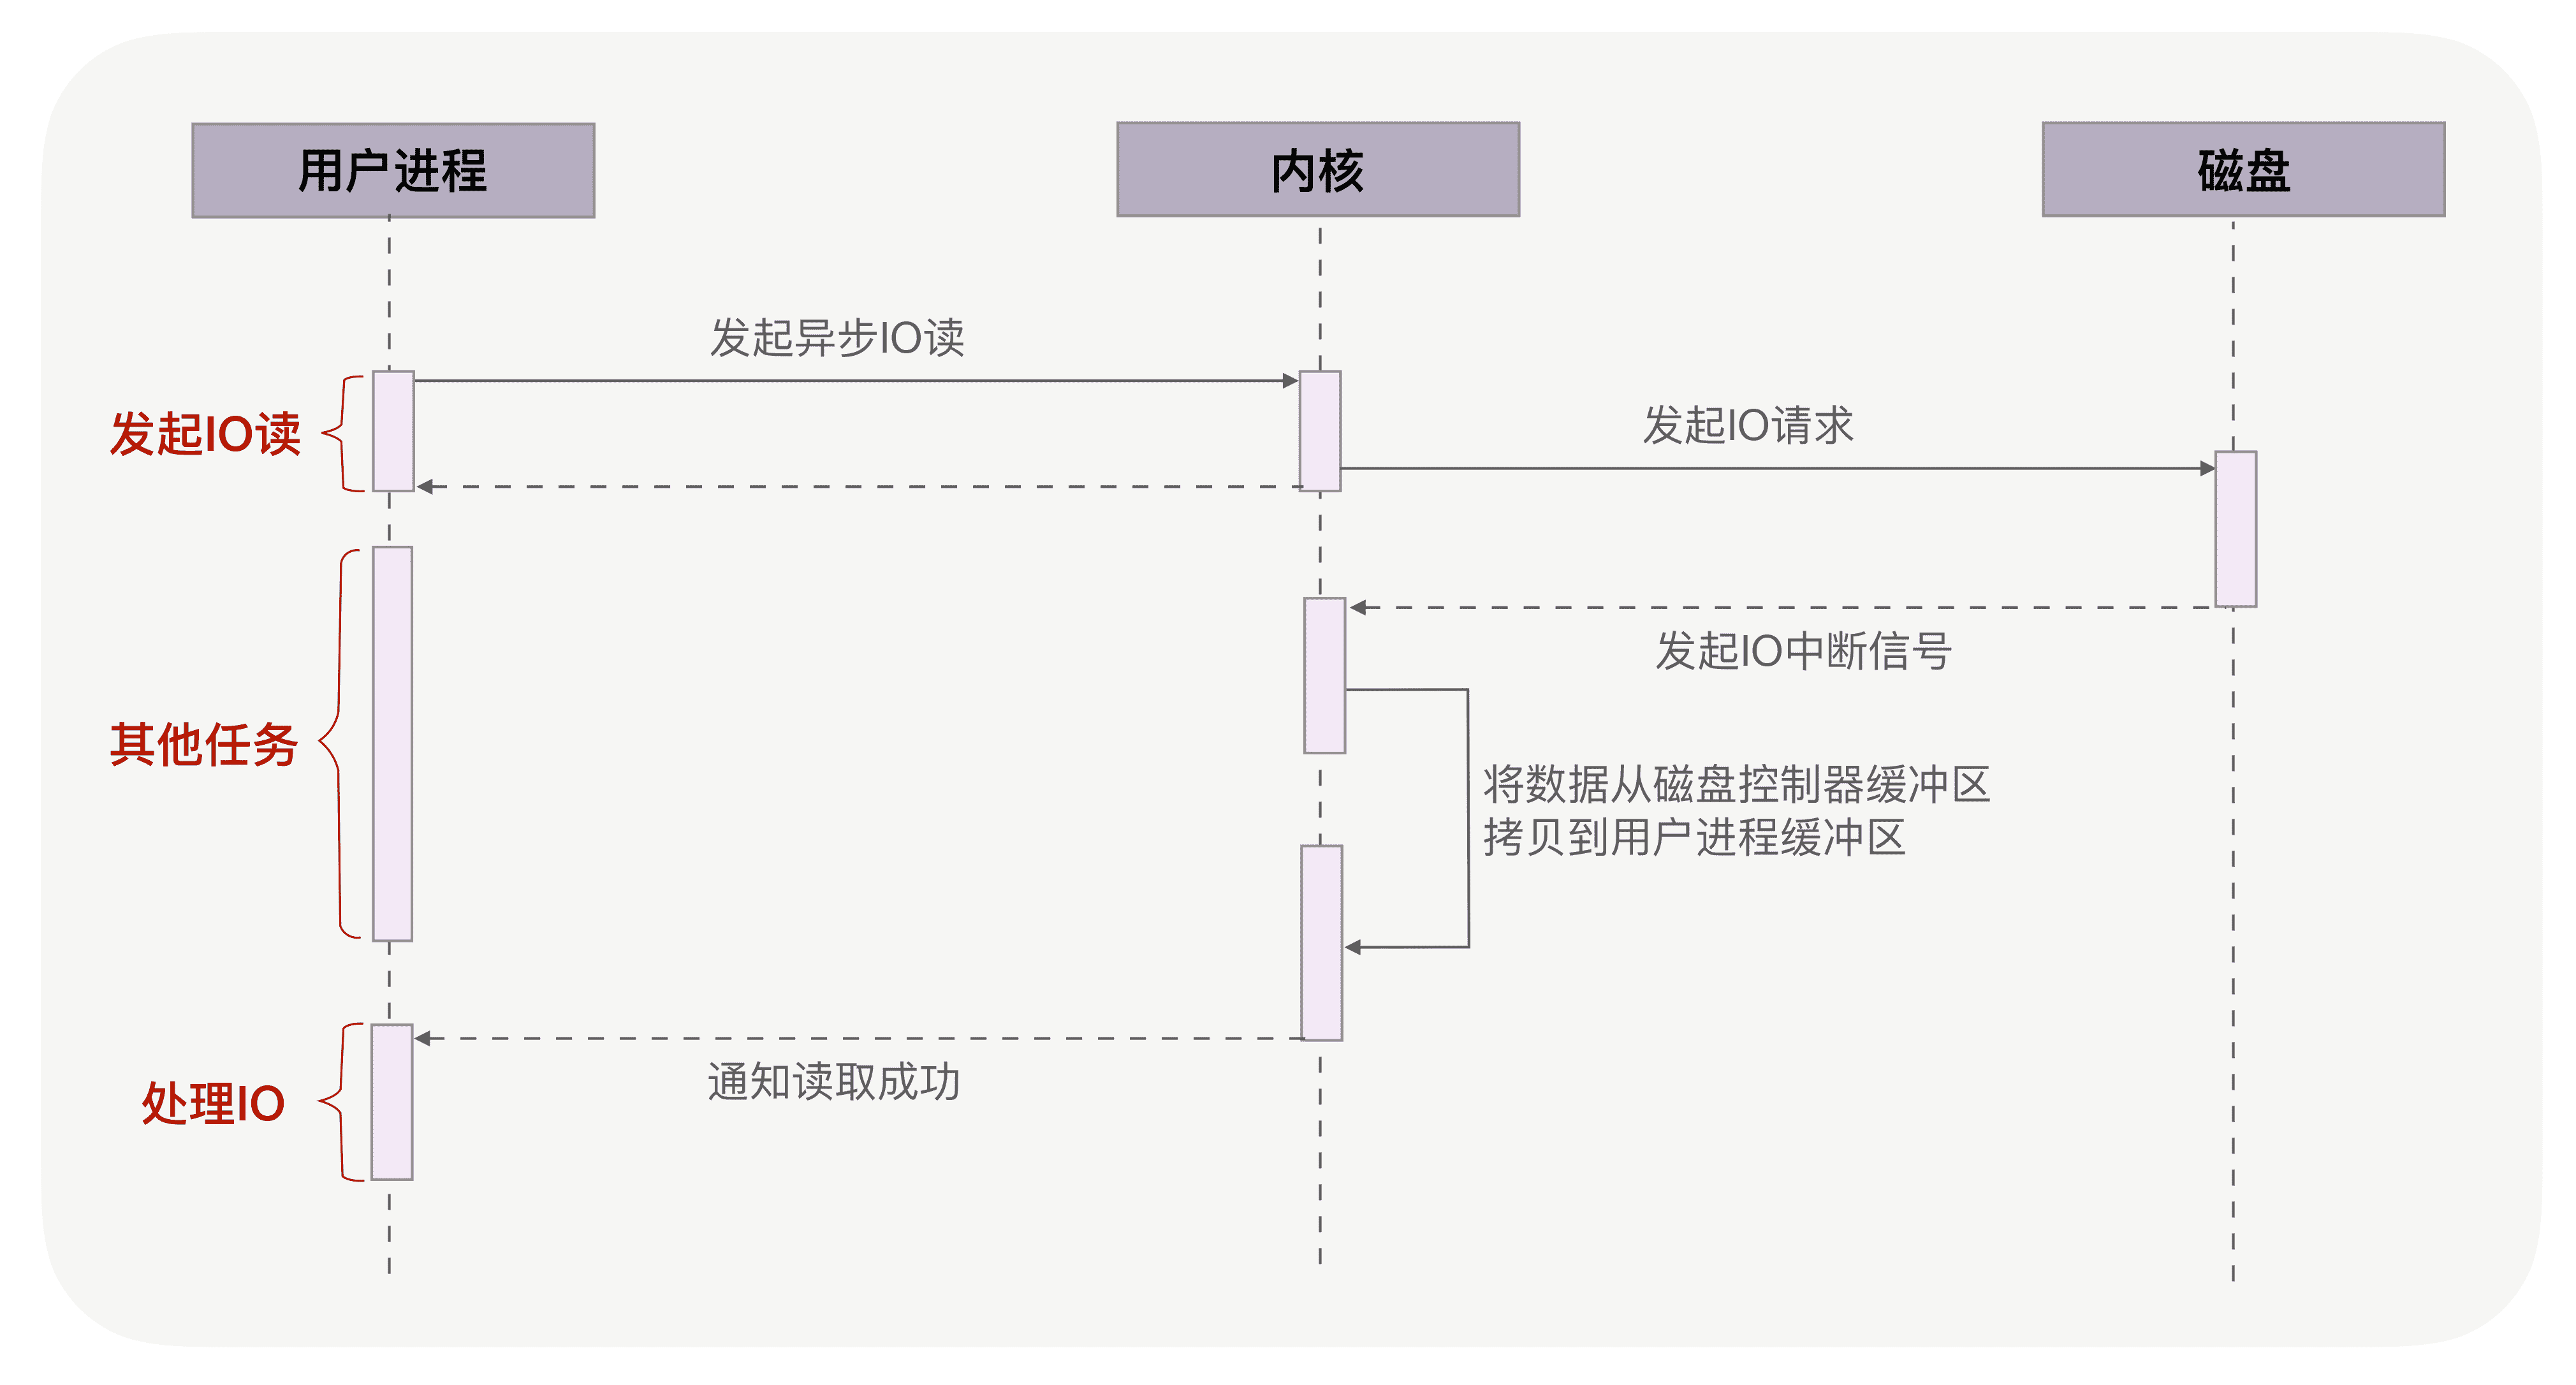 用户进程
内核
磁盘
发起异步IO读
发起IO请求
发起IO读
发起IO中断信号
其他任务
将数据从磁盘控制器缓冲区
拷贝到用户进程缓冲区
通知读取成功
处理IO